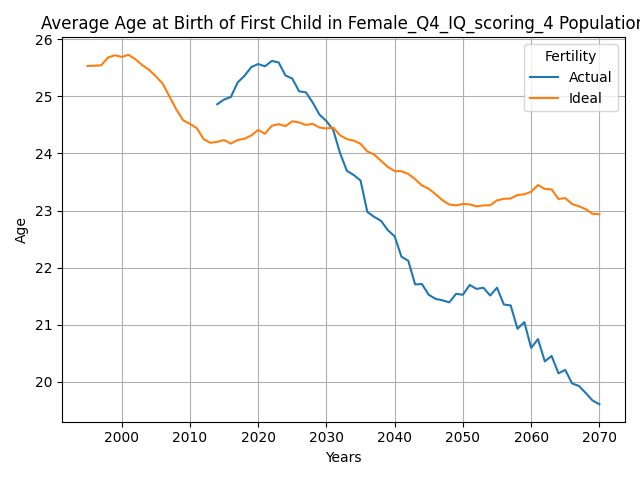 Average Age at Birth of First Child in Female_Q4_IQ_scoring_4 Population
Fertility
Actual
Ideal
26
25
24
23
22
21
20
Age
2000
2010
2020
2030
2040
2050
2060
2070
Years